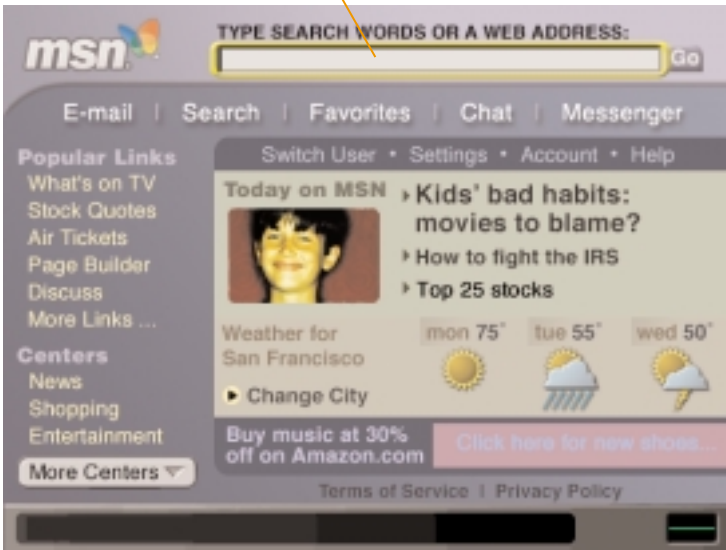 msn
TYPE SEARCH WORDS OR A WEB ADDRESS:
Go
E-mail | Search | Favorites | Chat | Messenger
Popular Links
What's on TV
Stock Quotes
Air Tickets
Page Builder
Discuss
More Links ...
Centers
News
Shopping
Entertainment
More Centers
Switch User • Settings • Account • Help
Today on MSN
Kids' bad habits:
movies to blame?
How to fight the IRS
Top 25 stocks
Weather for
San Francisco
Change City
mon 75° tue 55° wed 50°
Buy music at 30%
off on Amazon.com
Click here for new shoes...
Terms of Service | Privacy Policy